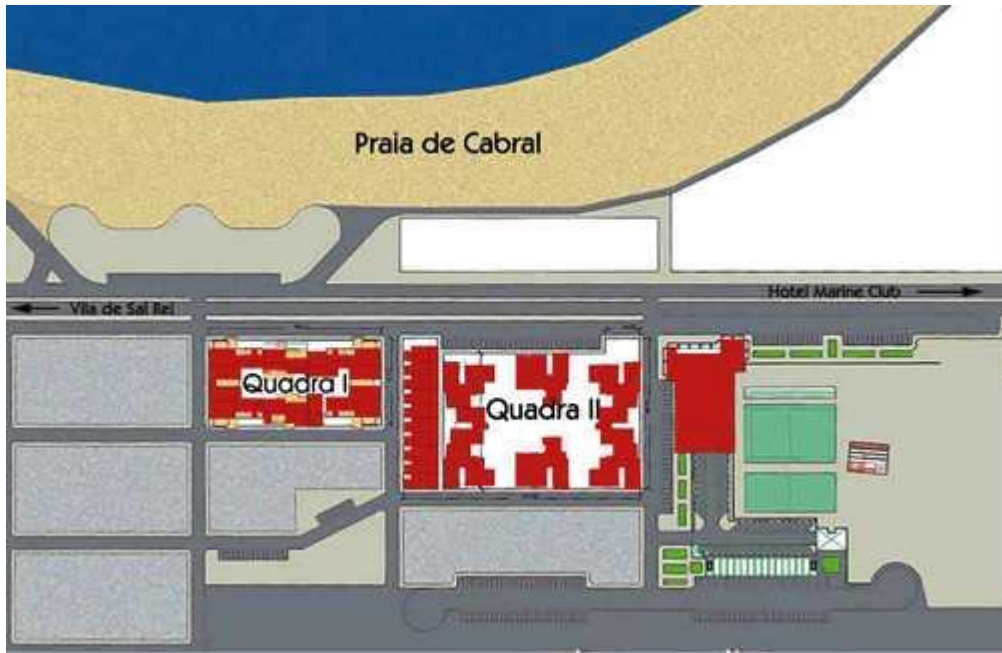 Praia de Cabral
Hotel Marine Club
Vila de Sal Rei
Quadra I
Quadra II